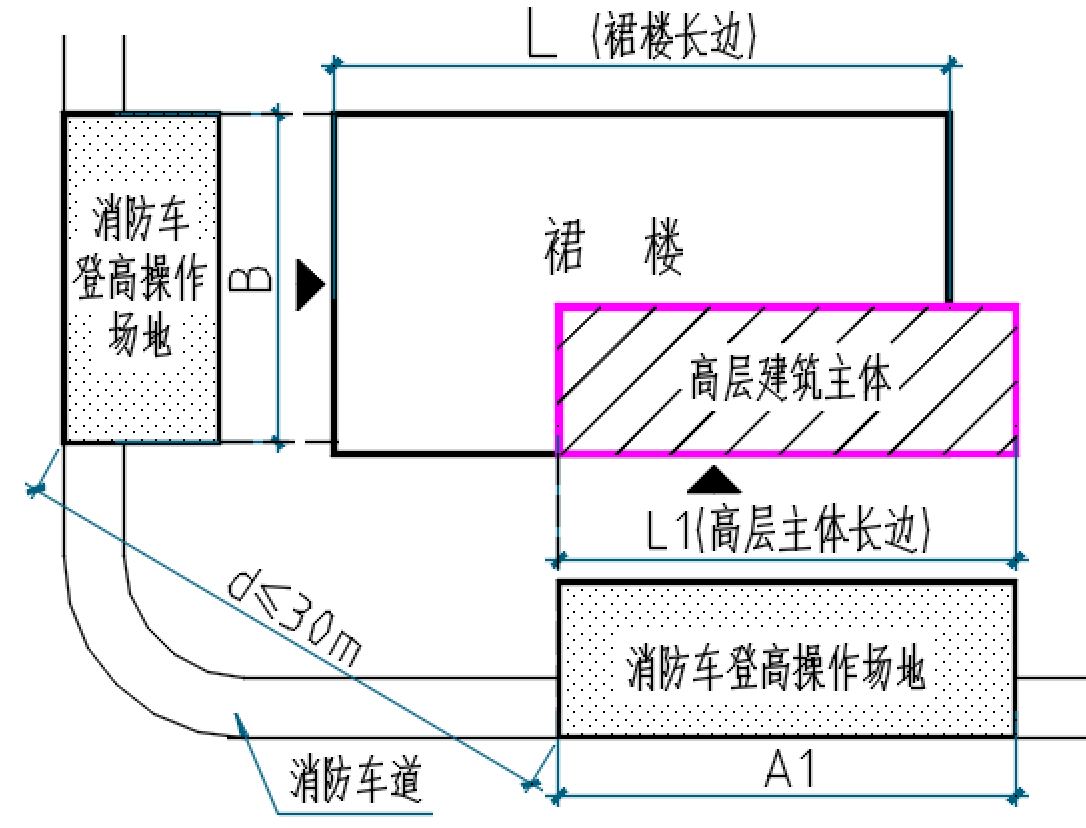 L (裙楼长边)
消防车
登高操作
场地
B
裙 楼
高层建筑主体
L1(高层主体长边)
d≤30m
消防车登高操作场地
消防车道
A1